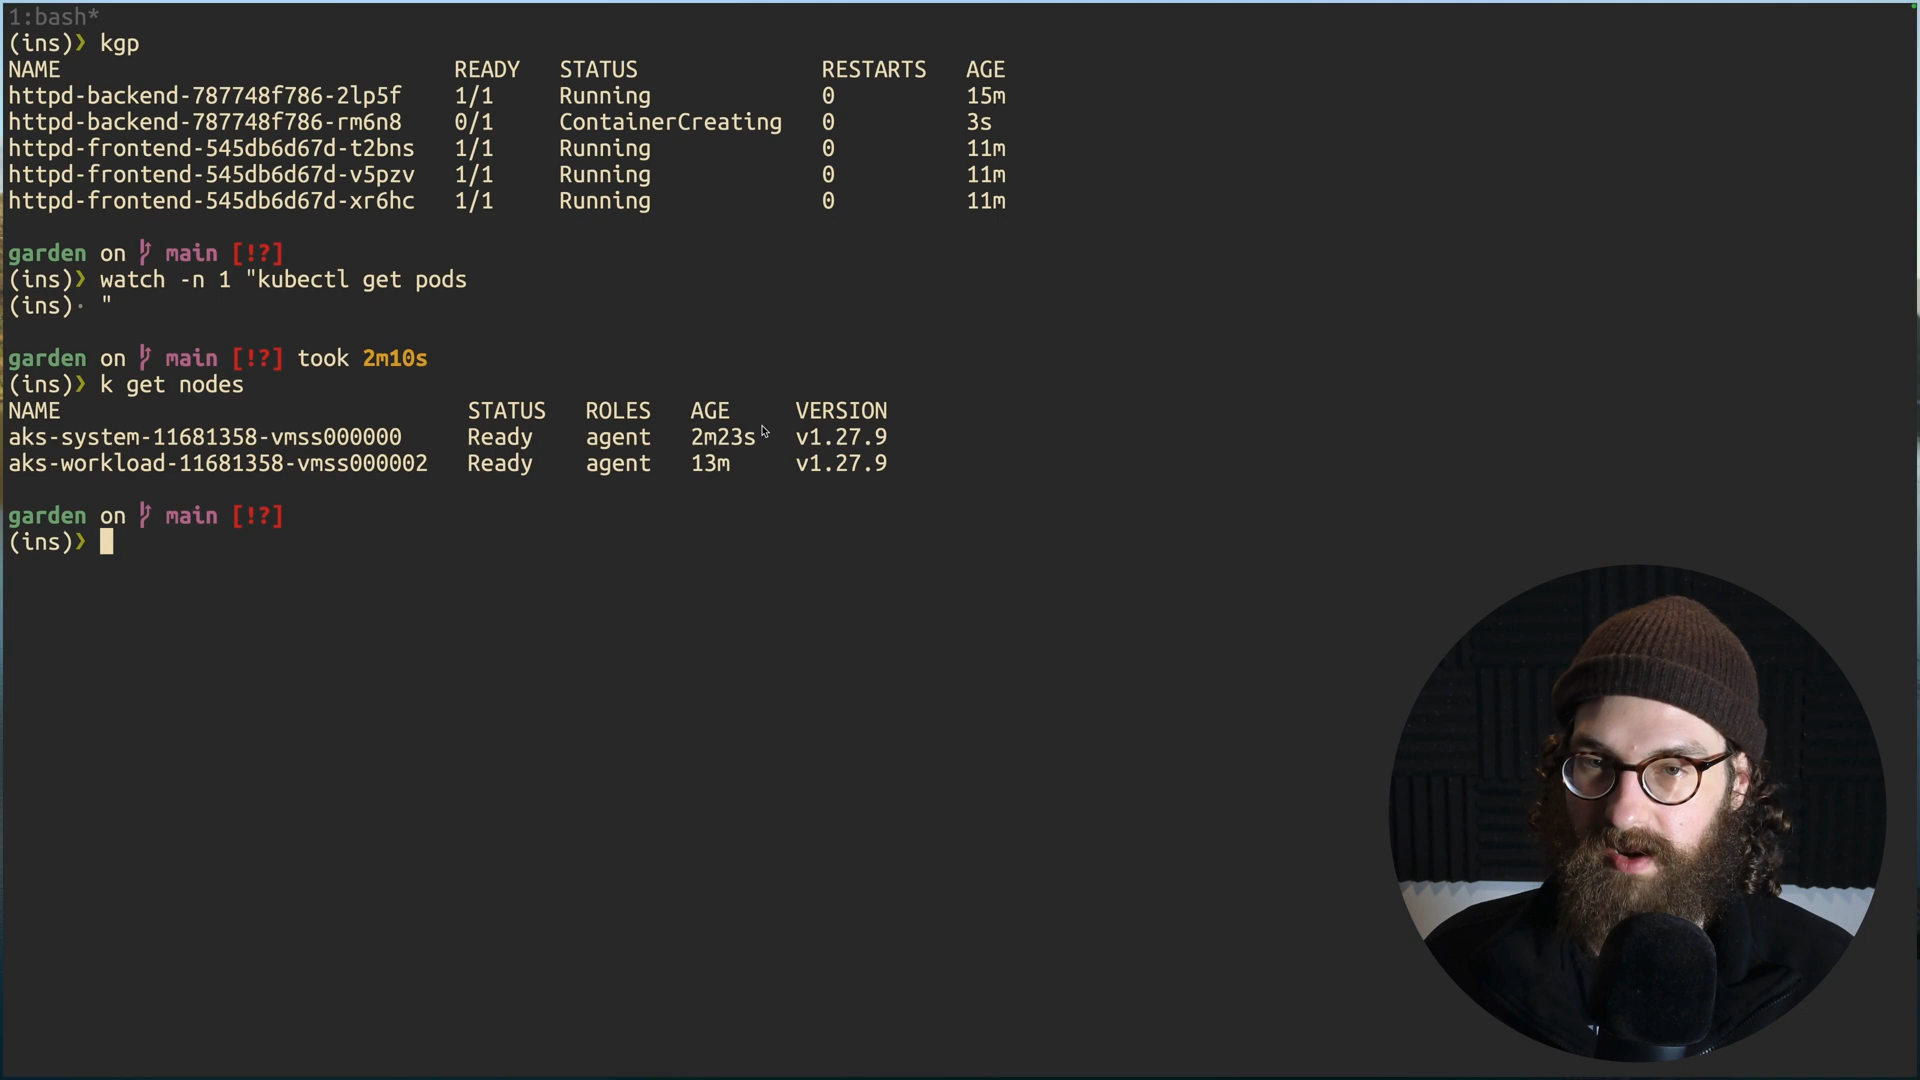 1:bash*
(ins)❯ kgp
NAME READY STATUS RESTARTS AGE
httpd-backend-787748f786-2lp5f 1/1 Running 0 15m
httpd-backend-787748f786-rm6n8 0/1 ContainerCreating 0 3s
httpd-frontend-545db6d67d-t2bns 1/1 Running 0 11m
httpd-frontend-545db6d67d-v5pzv 1/1 Running 0 11m
httpd-frontend-545db6d67d-xr6hc 1/1 Running 0 11m
garden on main [!?]
(ins)❯ watch -n 1 "kubectl get pods
(ins)· "
garden on main [!?] took 2m10s
(ins)❯ k get nodes
NAME STATUS ROLES AGE VERSION
aks-system-11681358-vmss000000 Ready agent 2m23s v1.27.9
aks-workload-11681358-vmss000002 Ready agent 13m v1.27.9
garden on main [!?]
(ins)❯